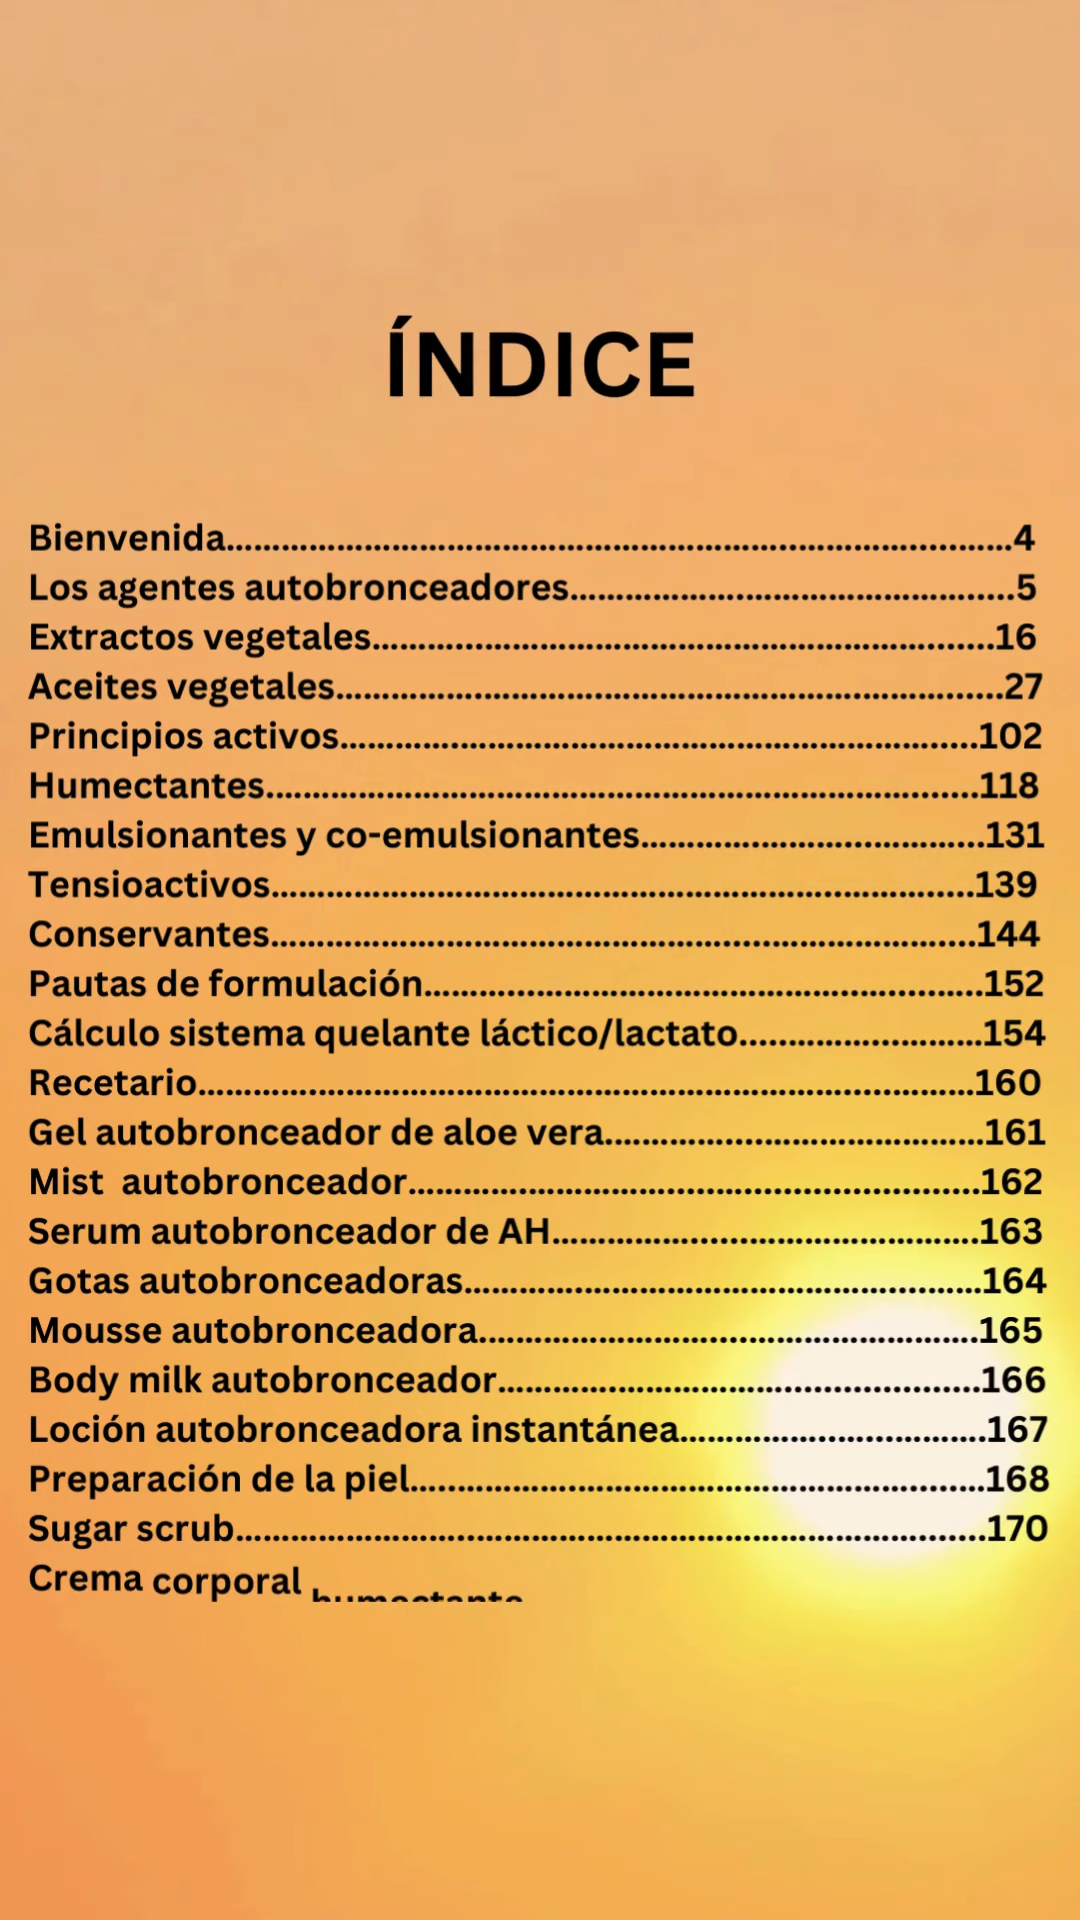 ÍNDICE
Bienvenida......................................................................................4
Los agentes autobronceadores.................................................5
Extractos vegetales....................................................................16
Aceites vegetales.........................................................................27
Principios activos......................................................................102
Humectantes..............................................................................118
Emulsionantes y co-emulsionantes......................................131
Tensioactivos.............................................................................139
Conservantes.............................................................................144
Pautas de formulación.............................................................152
Cálculo sistema quelante láctico/lactato...........................154
Recetario.....................................................................................160
Gel autobronceador de aloe vera.........................................161
Mist  autobronceador..............................................................162
Serum autobronceador de AH..............................................163
Gotas autobronceadoras........................................................164
Mousse autobronceadora......................................................165
Body milk autobronceador....................................................166
Loción autobronceadora instantánea.................................167
Preparación de la piel..............................................................168
Sugar scrub.................................................................................170
Crema corporal humectante